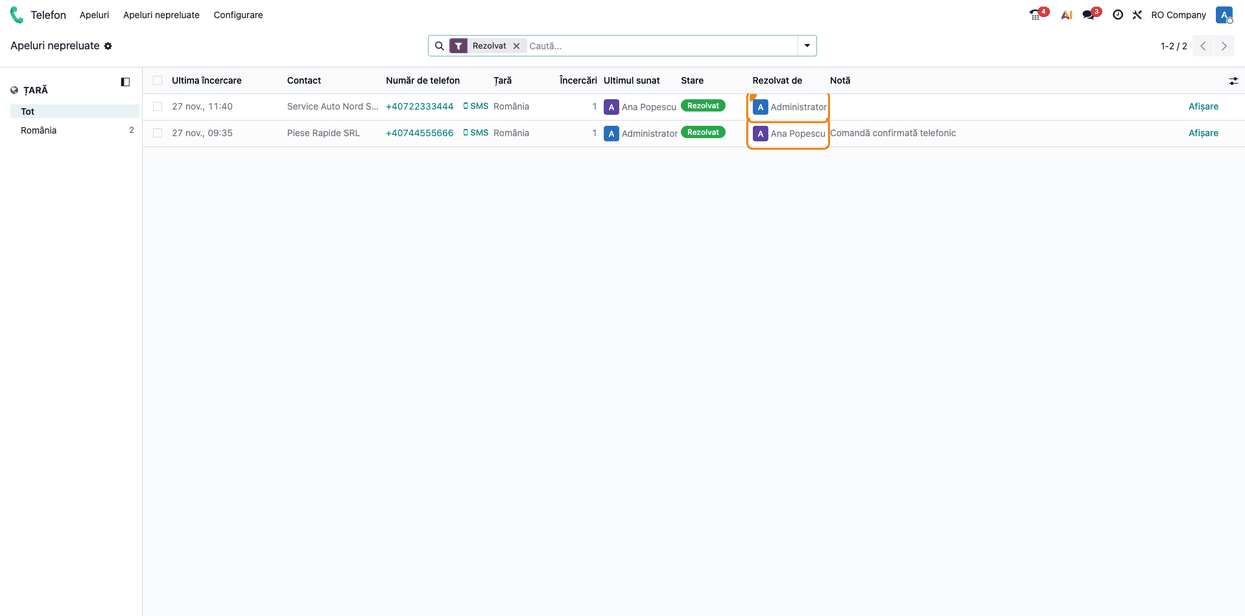 Telefon Apeluri Apeluri nepreluate Configurare 4 AI 3 RO Company A
Apeluri nepreluate Rezolvat Caută... 1-2 / 2
ȚARĂ
Tot
România 2
Ultima încercare Contact Număr de telefon Țară Încercări Ultimul sunat Stare Rezolvat de Notă
27 nov., 11:40 Service Auto Nord S... +40722333444 SMS România 1 A Ana Popescu Rezolvat A Administrator Afișare
27 nov., 09:35 Piese Rapide SRL +40744555666 SMS România 1 A Administrator Rezolvat A Ana Popescu Comandă confirmată telefonic Afișare